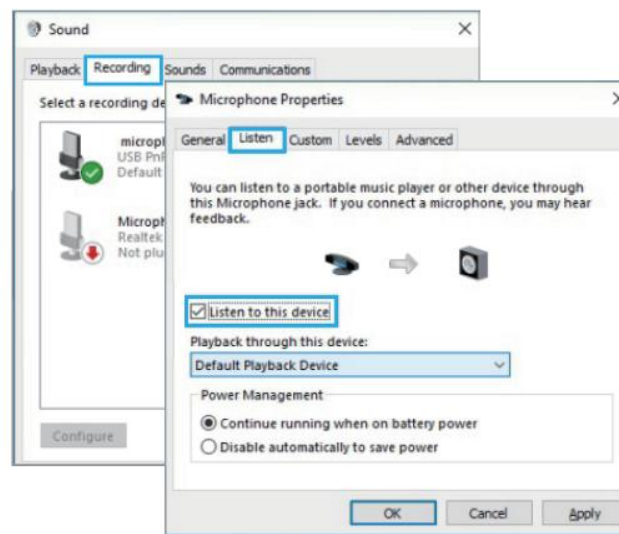 Sound
Playback Recording Sounds Communications
Select a recording de
microp
USB PnP
Default
Microph
Realtek
Not plu
Configure
Microphone Properties
General Listen Custom Levels Advanced
You can listen to a portable music player or other device through
this Microphone jack. If you connect a microphone, you may hear
feedback.
Listen to this device
Playback through this device:
Default Playback Device
Power Management
Continue running when on battery power
Disable automatically to save power
OK Cancel Apply